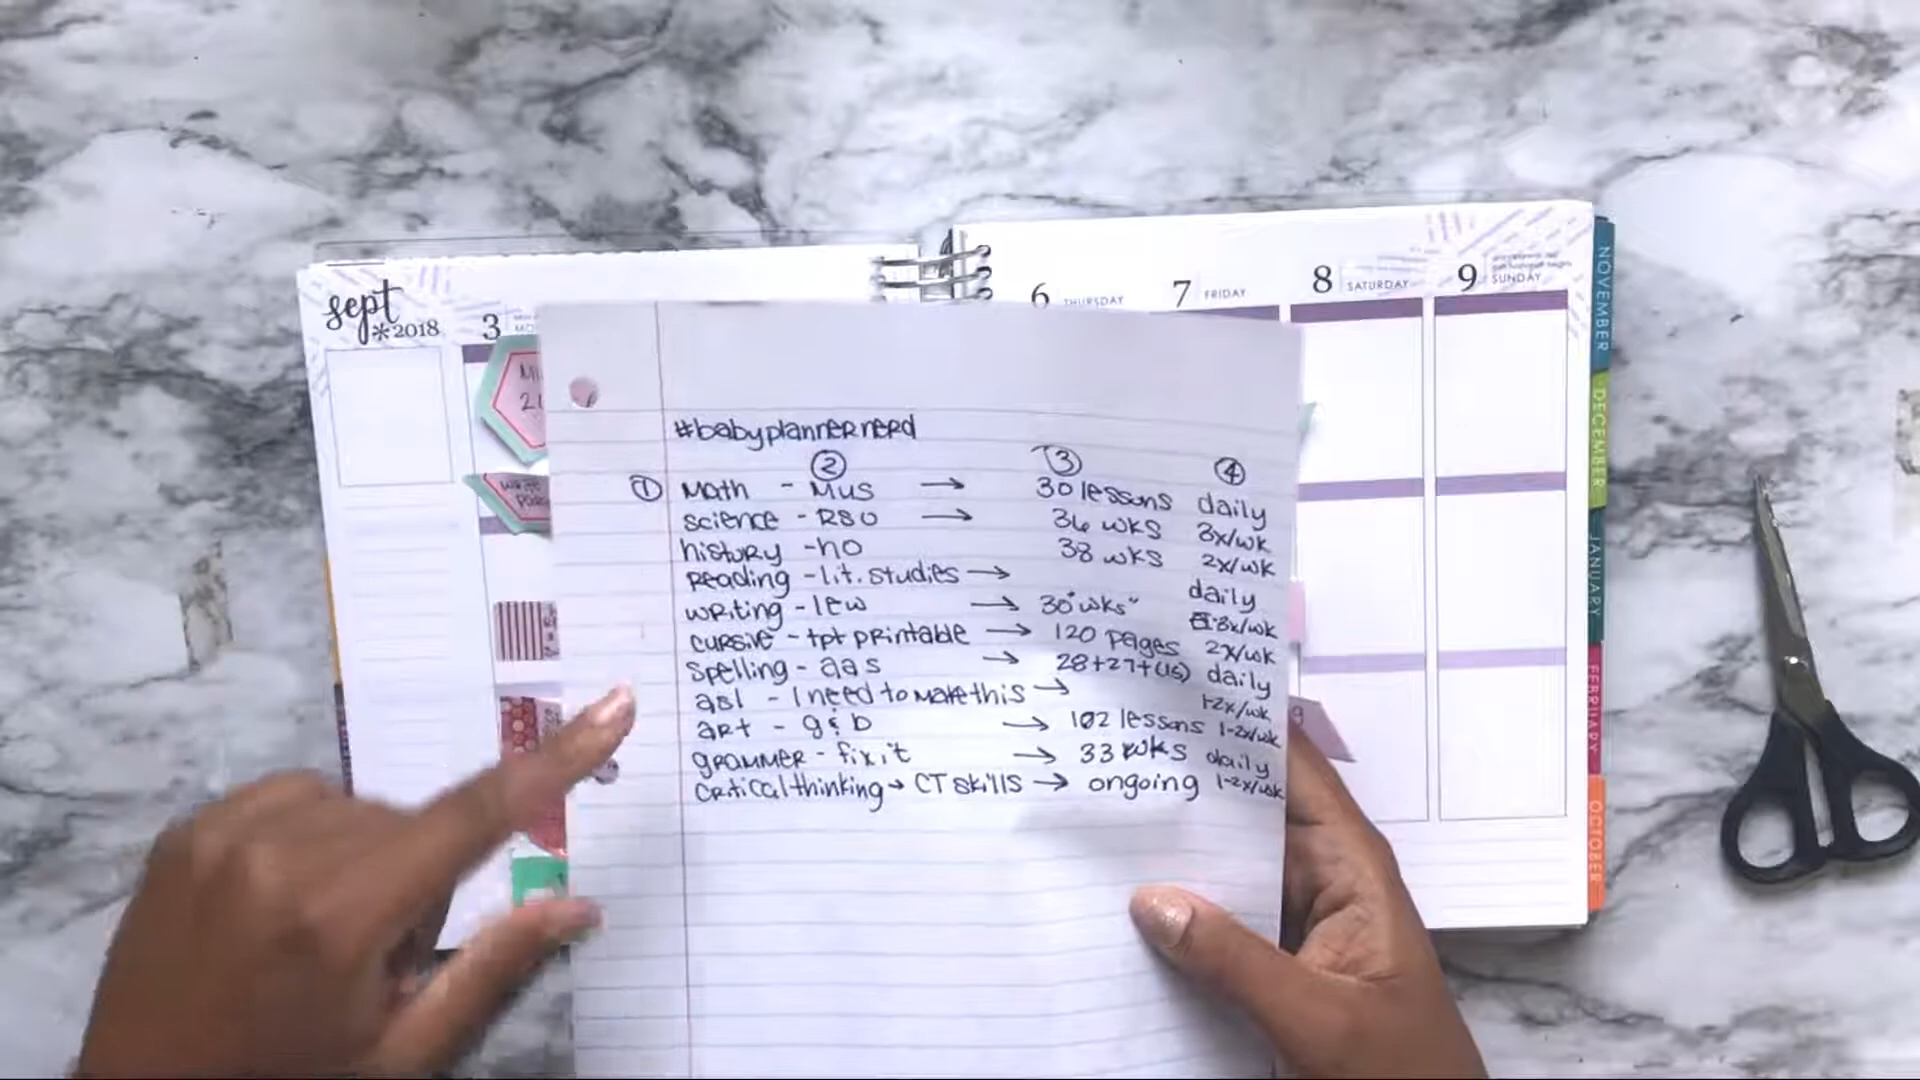 sept
*2018
3
6 THURSDAY
7 FRIDAY
8 SATURDAY
9 SUNDAY
#babyplannernerd
② ③ ④
① Math - Mus → 30 lessons daily
science - RSO → 36 wks 3x/wk
history - ho 38 wks 2x/wk
Reading - lit. studies → daily
writing - iew → 30 "wks" 3x/wk
cursive - tpt printable → 120 pages 2x/wk
Spelling - aas → 28+27+(15) daily
asl - I need to make this → 1-2x/wk
art - g & b → 102 lessons 1-2x/wk
grammer - fix it → 33 wks daily
Critical thinking → CT skills → ongoing 1-2x/wk
NOVEMBER
DECEMBER
JANUARY
FEBRUARY
OCTOBER